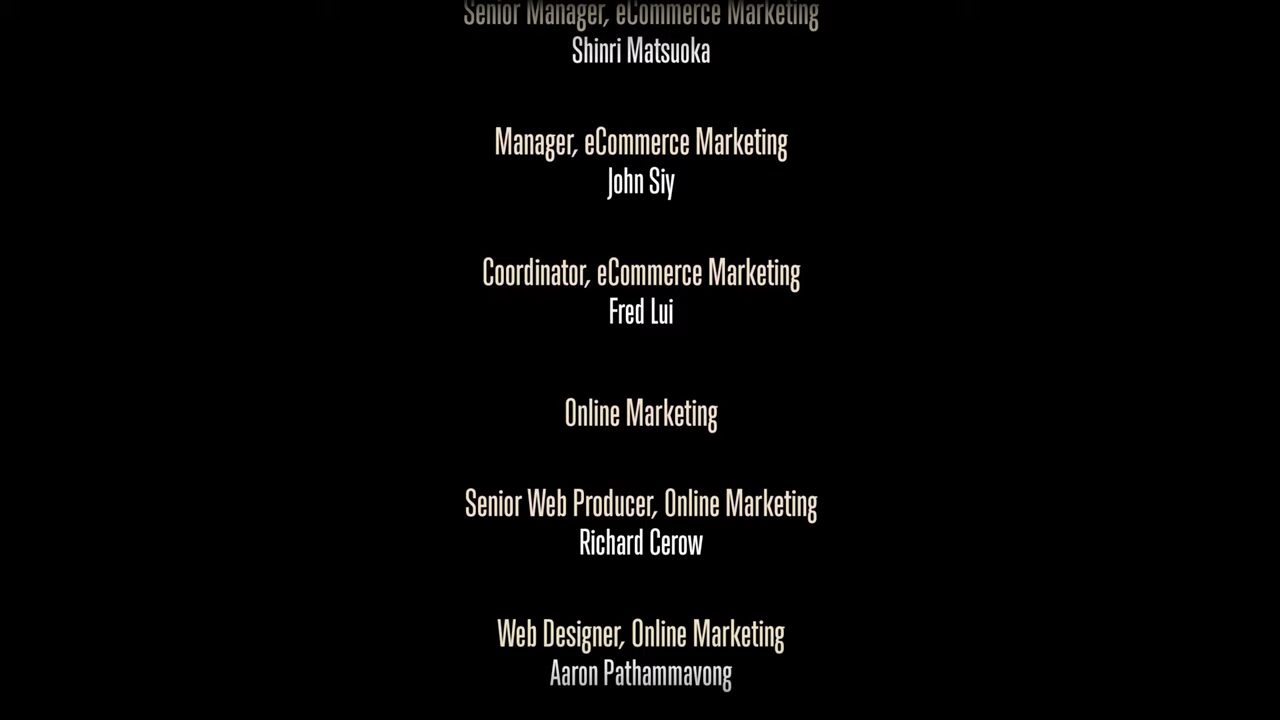 Senior Manager, eCommerce Marketing
Shinri Matsuoka
Manager, eCommerce Marketing
John Siy
Coordinator, eCommerce Marketing
Fred Lui
Online Marketing
Senior Web Producer, Online Marketing
Richard Cerow
Web Designer, Online Marketing
Aaron Pathammavong